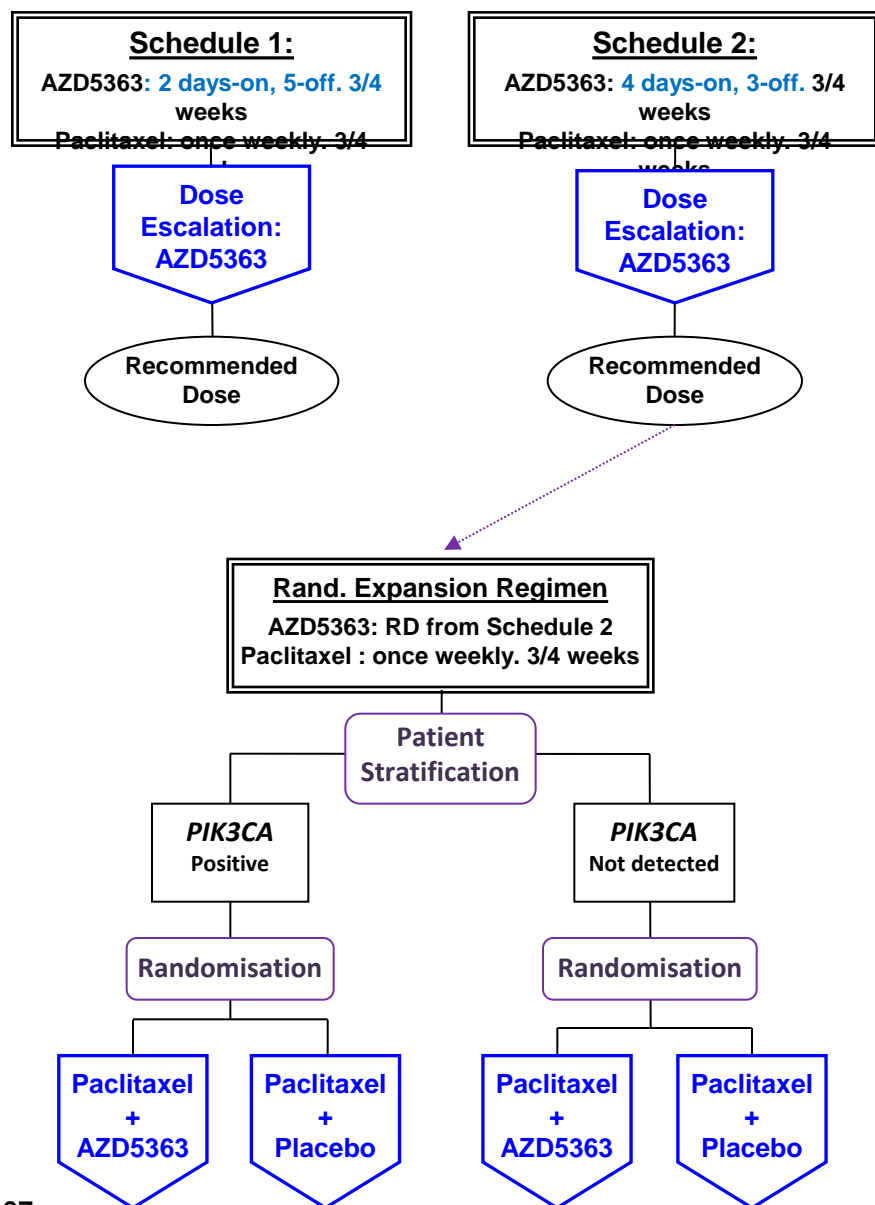 Schedule 1:
AZD5363: 2 days-on, 5-off. 3/4
weeks
Paclitaxel: once weekly. 3/4
Dose
Escalation:
AZD5363
Recommended
Dose
Schedule 2:
AZD5363: 4 days-on, 3-off. 3/4
weeks
Paclitaxel: once weekly. 3/4
weeks
Dose
Escalation:
AZD5363
Recommended
Dose
Rand. Expansion Regimen
AZD5363: RD from Schedule 2
Paclitaxel : once weekly. 3/4 weeks
Patient
Stratification
PIK3CA
Positive
Randomisation
Paclitaxel
+
AZD5363
Paclitaxel
+
Placebo
PIK3CA
Not detected
Randomisation
Paclitaxel
+
AZD5363
Paclitaxel
+
Placebo